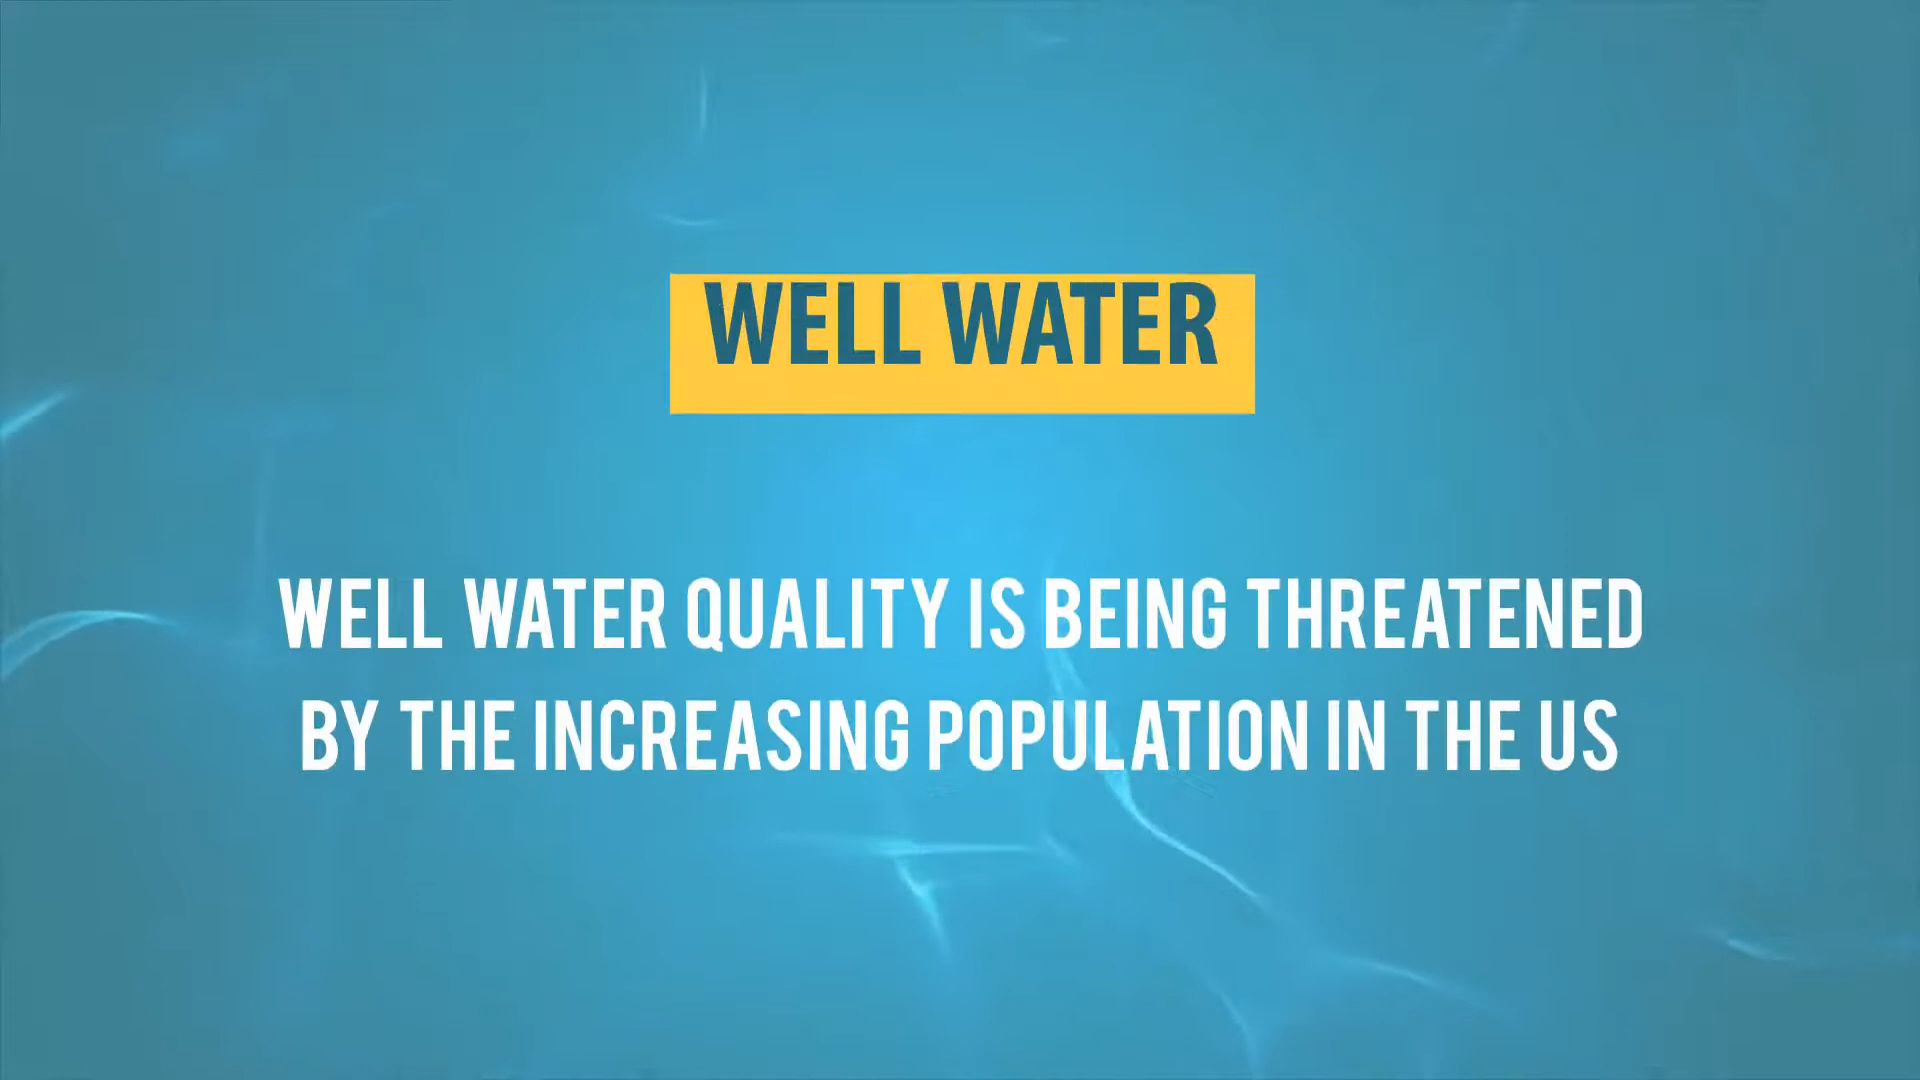 WELL WATER
WELL WATER QUALITY IS BEING THREATENED
BY THE INCREASING POPULATION IN THE US